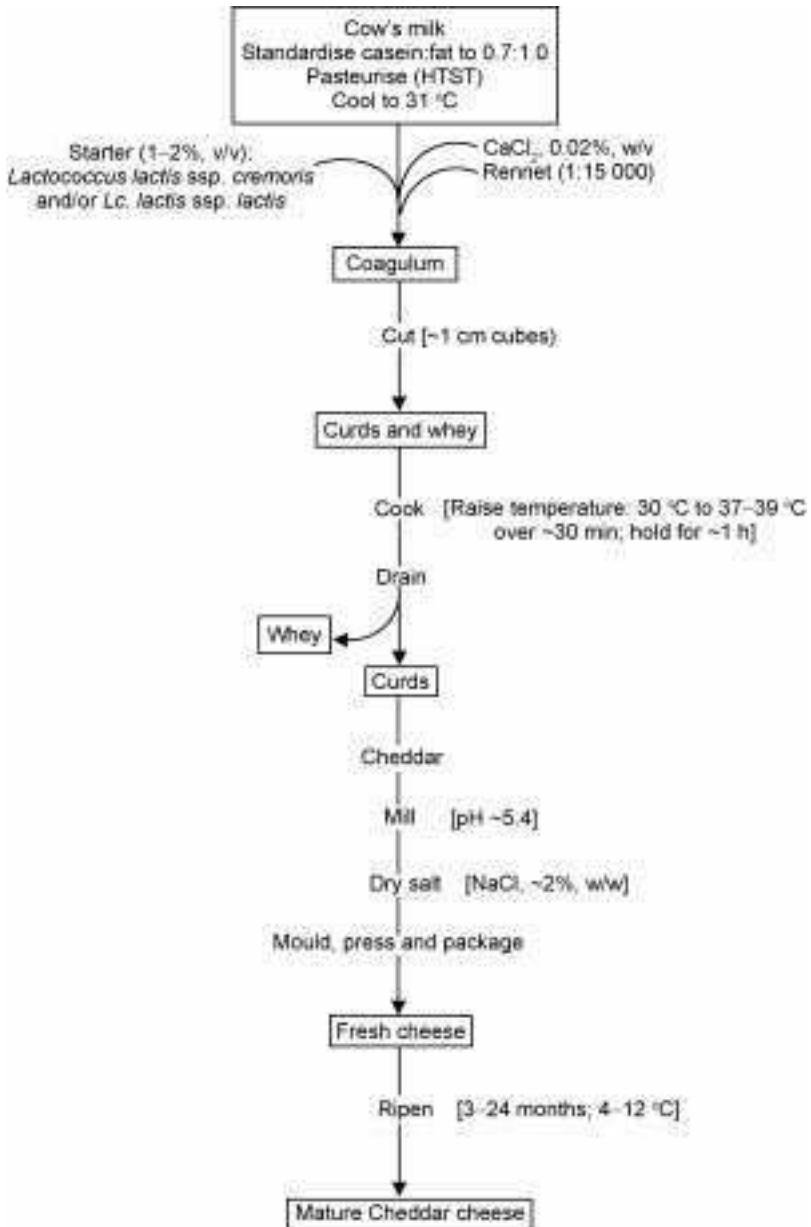 Cow's milk
Standardise casein:fat to 0.7:1.0
Pasteurise (HTST)
Cool to 31 °C
Starter (1–2%, v/v);
Lactococcus lactis ssp. cremoris
and/or Lc. lactis ssp. lactis
CaCl₂, 0.02%, w/v
Rennet (1:15 000)
Coagulum
Cut [~1 cm cubes)
Curds and whey
Cook [Raise temperature: 30 °C to 37–39 °C
over ~30 min; hold for ~1 h]
Drain
Whey
Curds
Cheddar
Mill [pH ~5.4]
Dry salt [NaCl, ~2%, w/w]
Mould, press and package
Fresh cheese
Ripen [3–24 months; 4–12 °C]
Mature Cheddar cheese